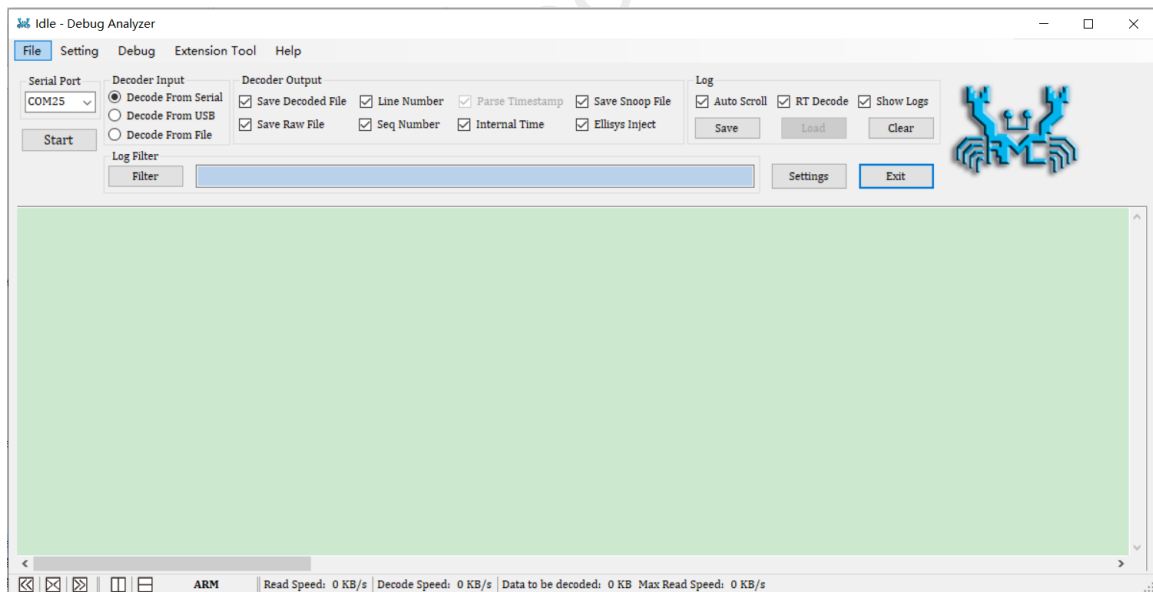 Idle - Debug Analyzer
File Setting Debug Extension Tool Help
Serial Port Decoder Input Decoder Output Log
COM25 Decode From Serial Save Decoded File Line Number Parse Timestamp Save Snoop File Auto Scroll RT Decode Show Logs
Decode From USB
Start Decode From File Save Raw File Seq Number Internal Time Ellisys Inject Save Load Clear
Log Filter
Filter Settings Exit
ARM Read Speed: 0 KB/s Decode Speed: 0 KB/s Data to be decoded: 0 KB Max Read Speed: 0 KB/s